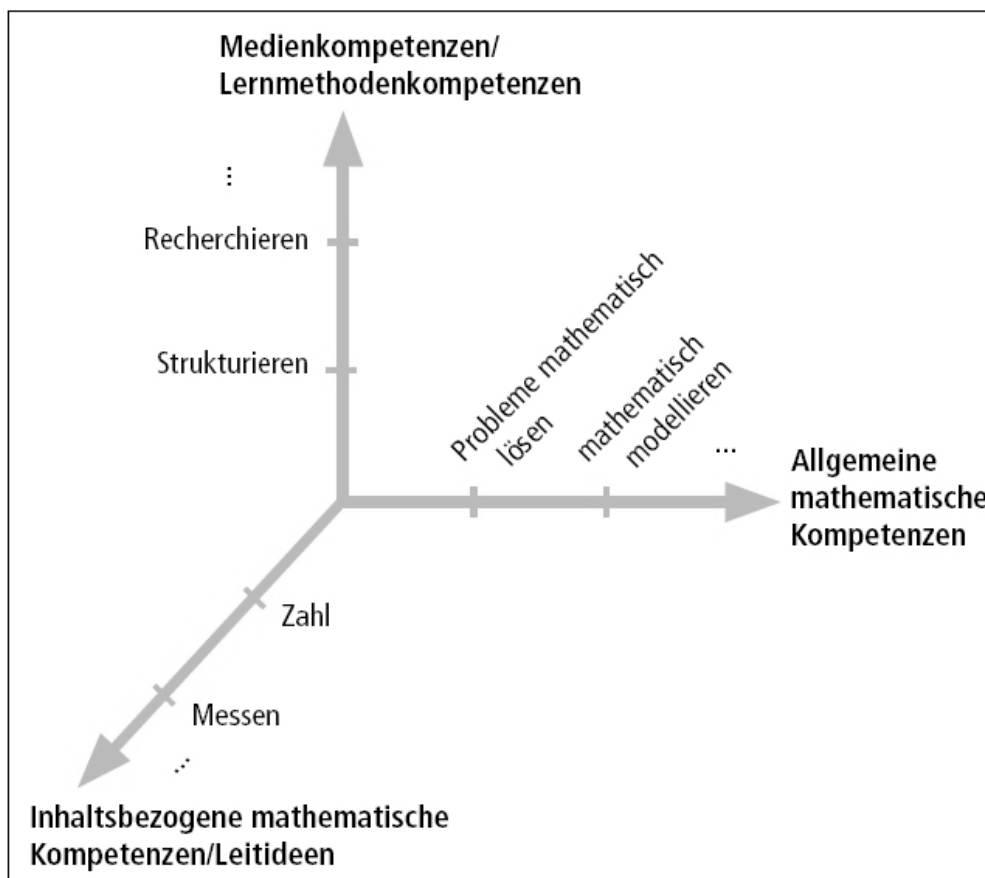 Medienkompetenzen/
Lernmethodenkompetenzen
...
Recherchieren
Strukturieren
Probleme mathematisch
lösen
mathematisch
modellieren
...
Allgemeine
mathematische
Kompetenzen
Zahl
Messen
...
Inhaltsbezogene mathematische
Kompetenzen/Leitideen